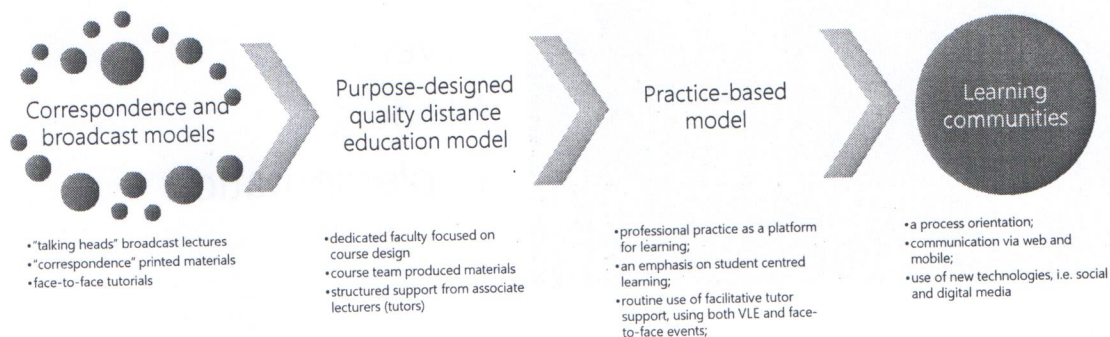 Correspondence and
broadcast models
•"talking heads" broadcast lectures
•"correspondence" printed materials
•face-to-face tutorials
Purpose-designed
quality distance
education model
•dedicated faculty focused on
course design
•course team produced materials
•structured support from associate
lecturers (tutors)
Practice-based
model
•professional practice as a platform
for learning;
•an emphasis on student centred
learning;
•routine use of facilitative tutor
support, using both VLE and face-
to-face events;
Learning
communities
•a process orientation;
•communication via web and
mobile;
•use of new technologies, i.e. social
and digital media